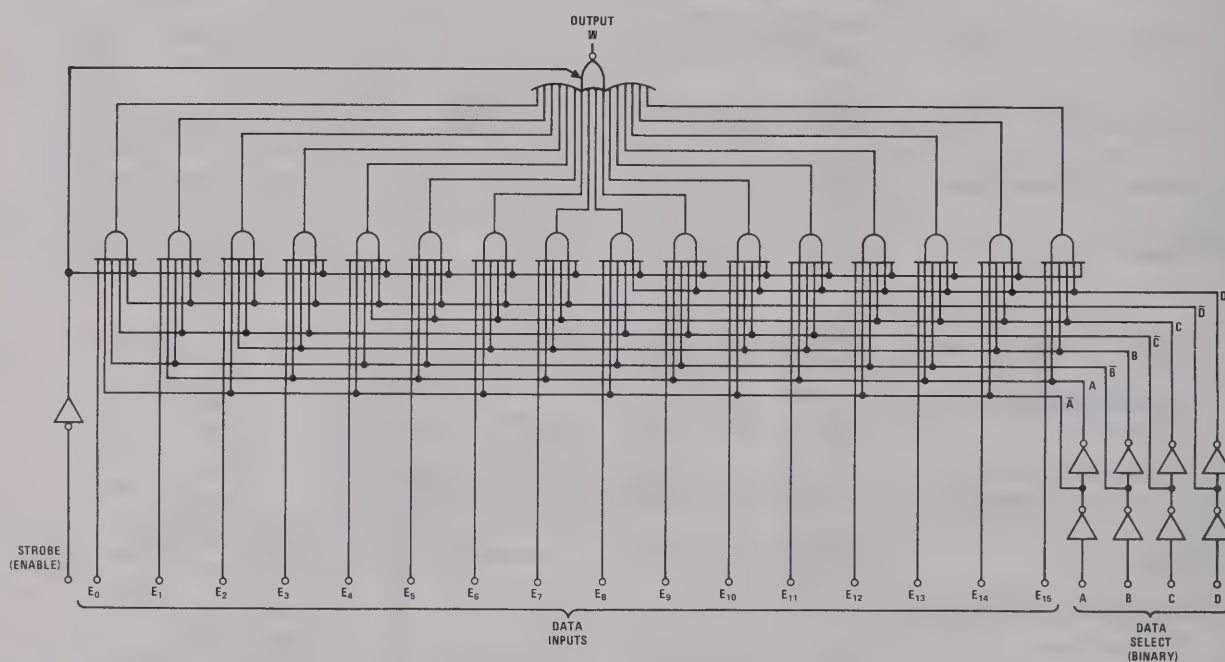 OUTPUT
W
D
D̅
C
C̅
B
B̅
A
A̅
STROBE
(ENABLE)
E₀ E₁ E₂ E₃ E₄ E₅ E₆ E₇ E₈ E₉ E₁₀ E₁₁ E₁₂ E₁₃ E₁₄ E₁₅ A B C D
DATA
INPUTS
DATA
SELECT
(BINARY)